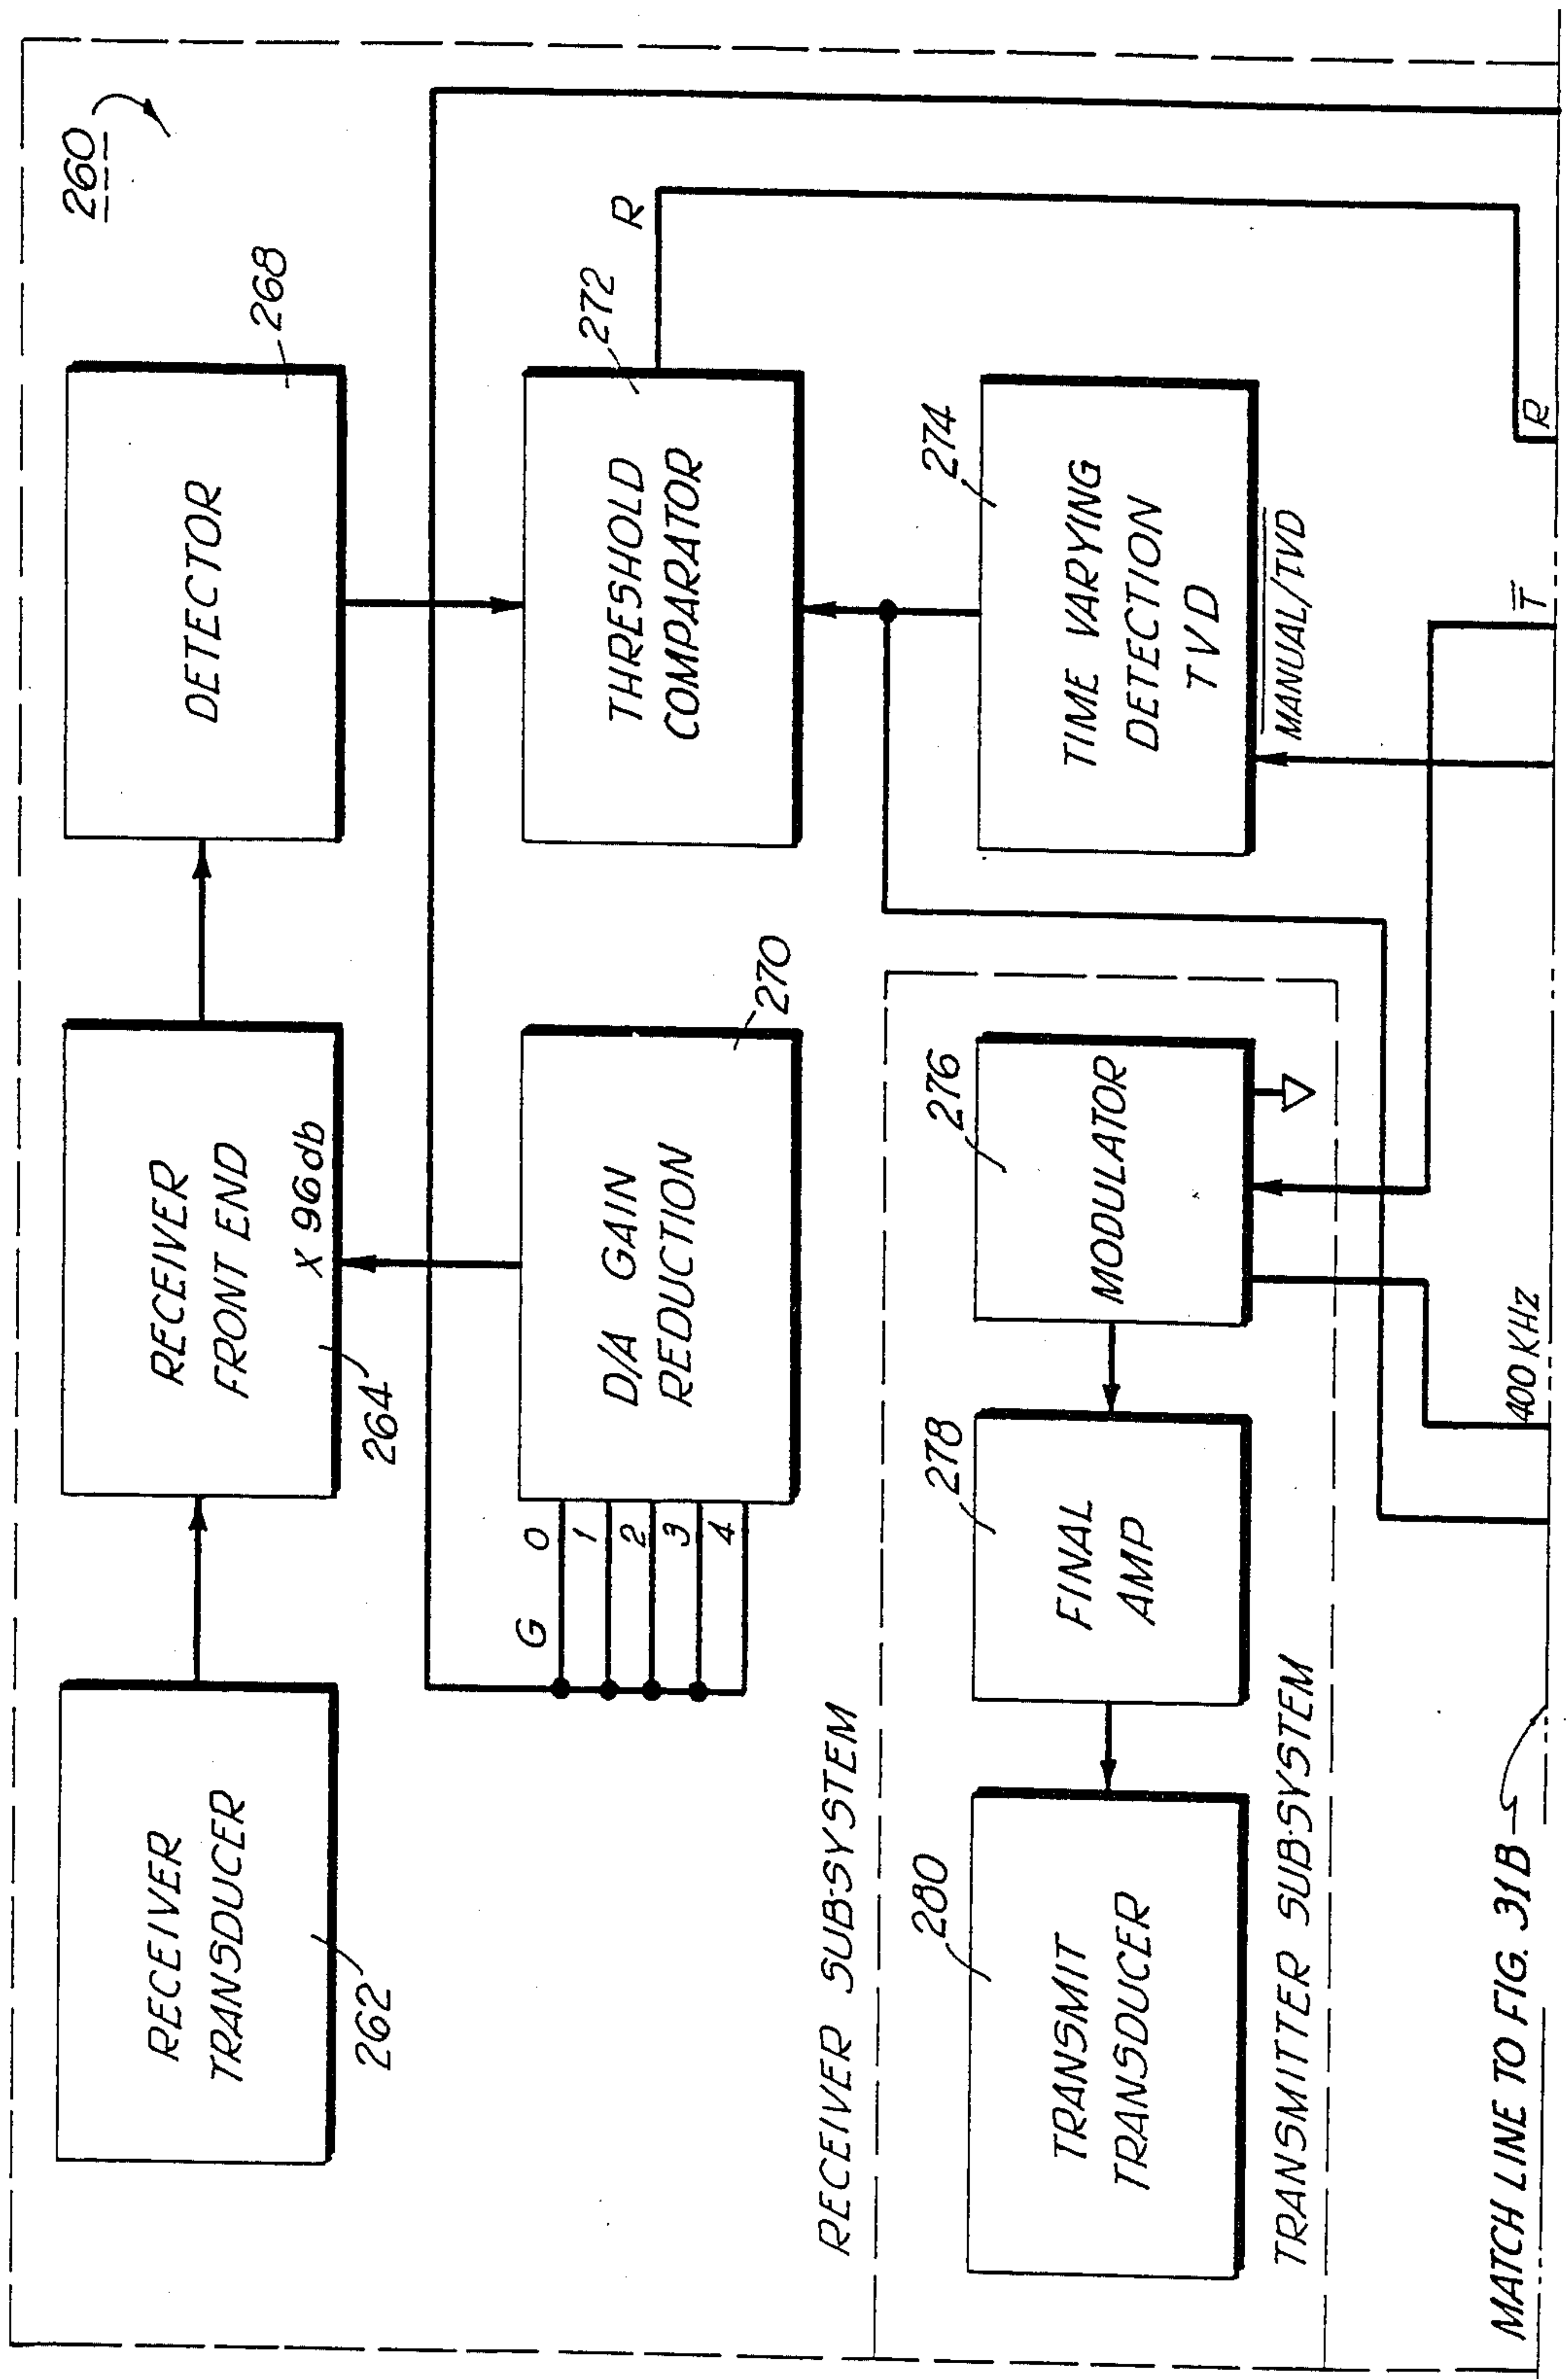 260
RECEIVER
TRANSDUCER
262
RECEIVER
FRONT END
X 96db
264
DETECTOR
268
G
0
1
2
3
4
D/A GAIN
REDUCTION
270
THRESHOLD
COMPARATOR
272
R
RECEIVER SUB-SYSTEM
280
TRANSMIT
TRANSDUCER
278
FINAL
AMP
276
MODULATOR
274
TIME VARYING
DETECTION
TVD
MANUAL/TVD
TRANSMITTER SUB-SYSTEM
400 KHz
T̅
R
MATCH LINE TO FIG. 31B